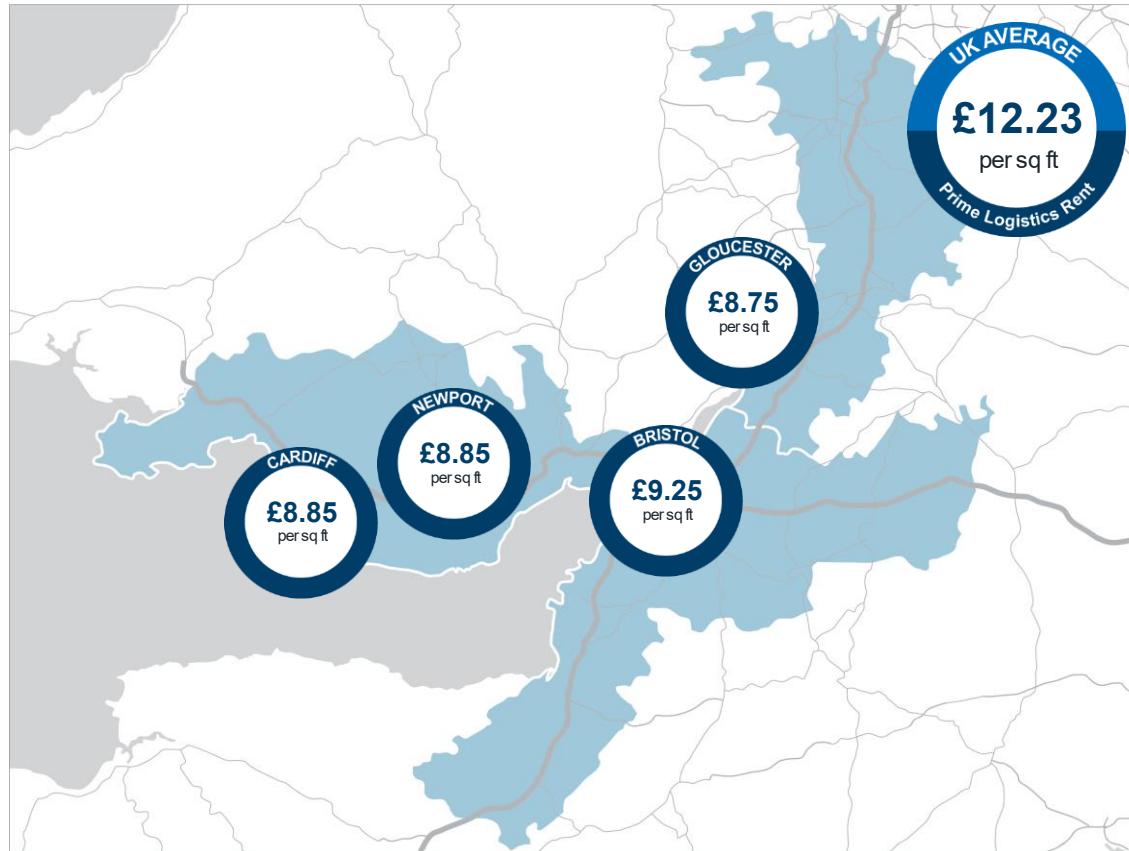 UK AVERAGE
£12.23
per sq ft
Prime Logistics Rent
GLOUCESTER
£8.75
per sq ft
NEWPORT
£8.85
per sq ft
BRISTOL
£9.25
per sq ft
CARDIFF
£8.85
per sq ft